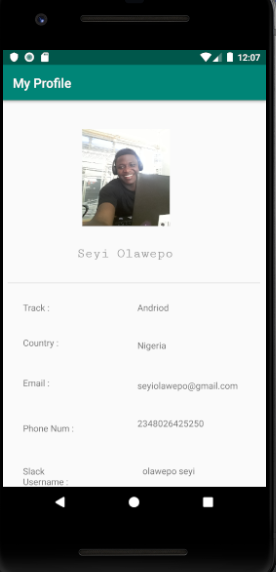 12:07
My Profile
Seyi Olawepo
Track : Andriod
Country : Nigeria
Email : seyiolawepo@gmail.com
Phone Num : 2348026425250
Slack olawepo seyi
Username :